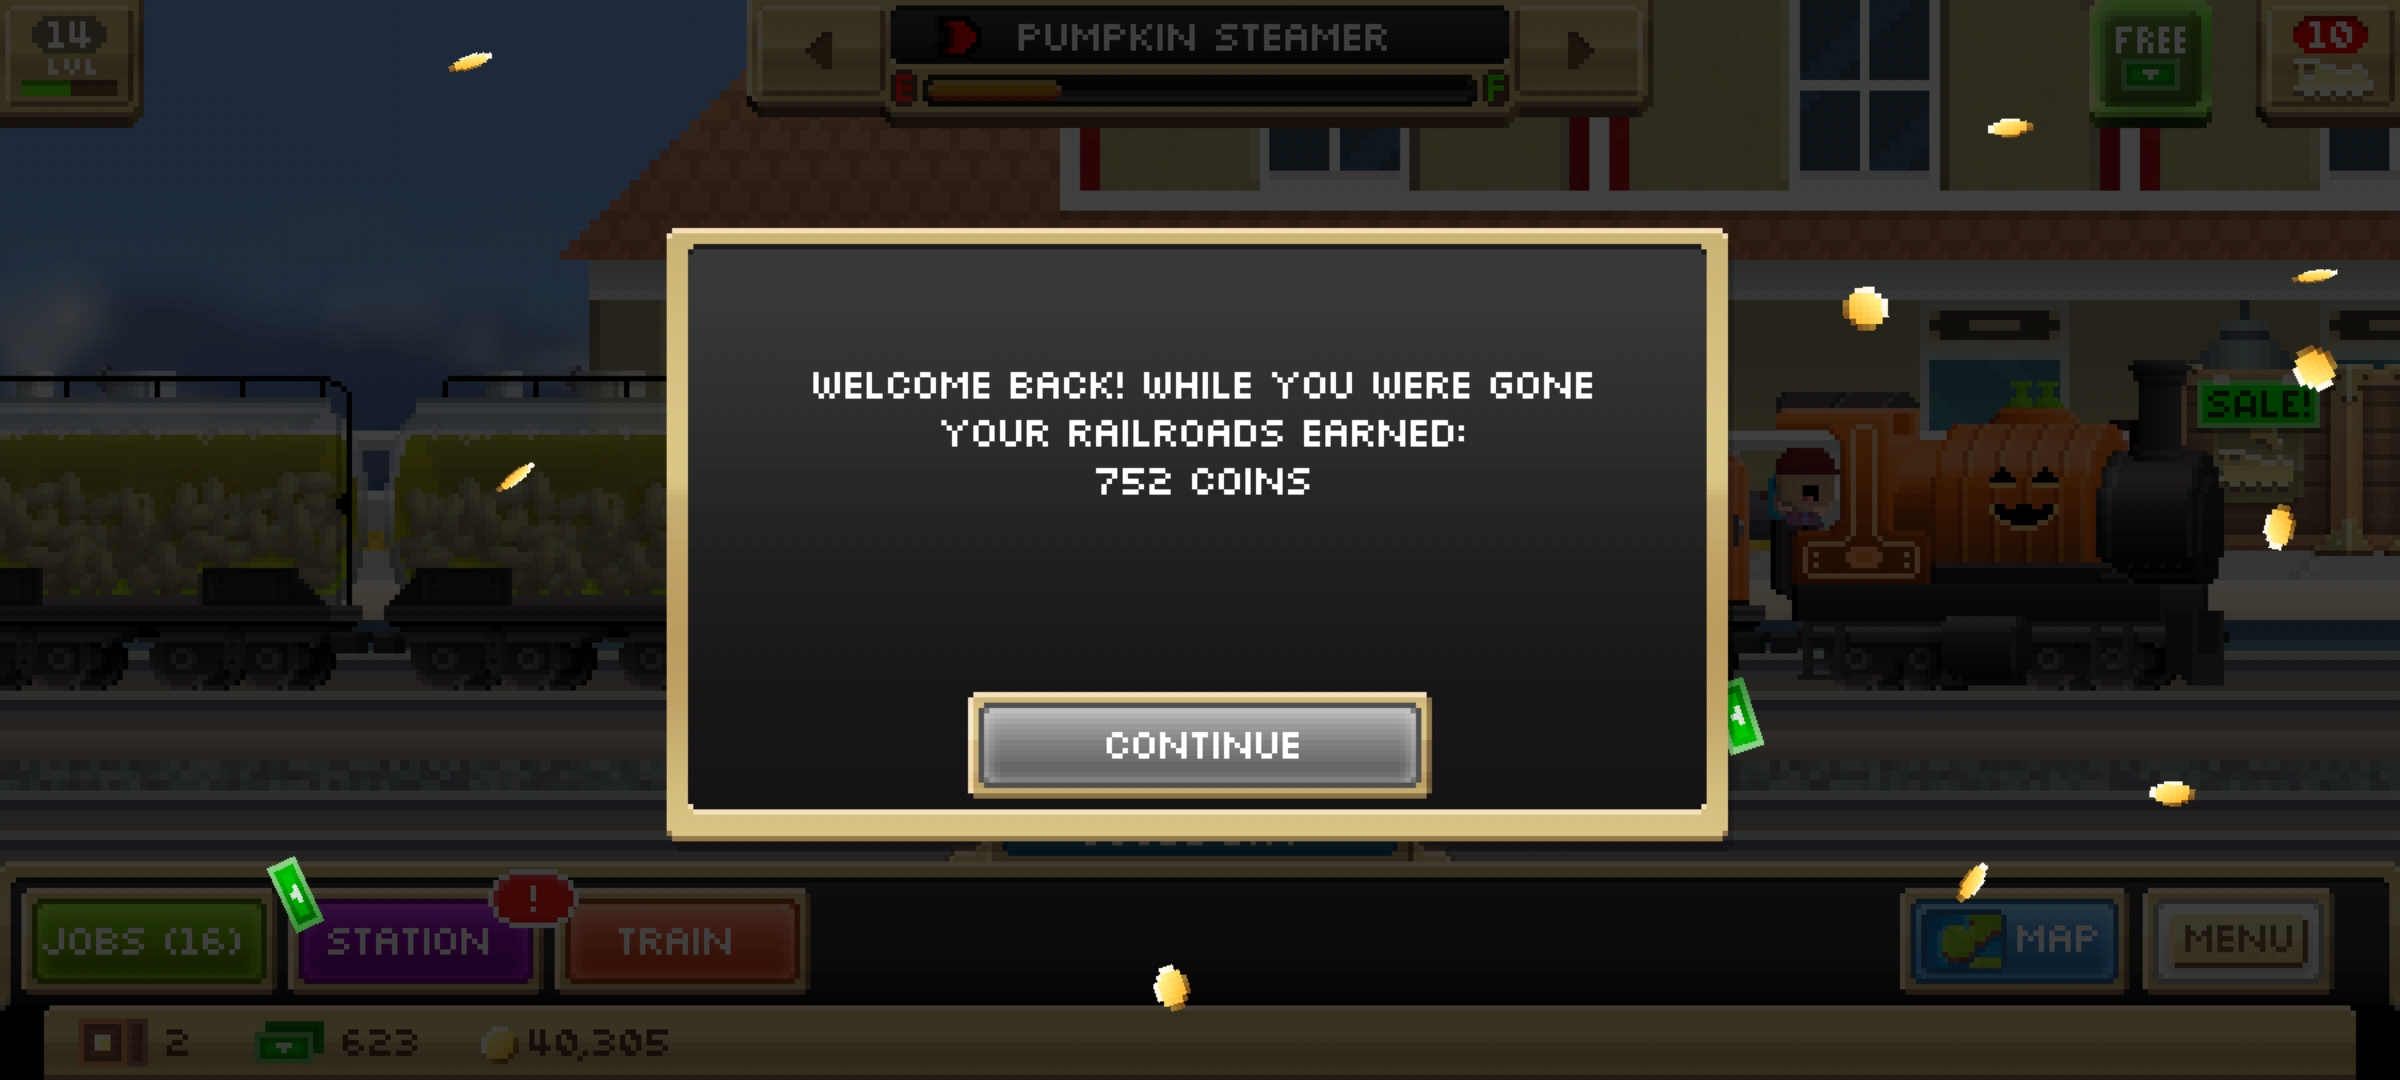 14
LVL
PUMPKIN STEAMER
E
F
FREE
10
SALE!
WELCOME BACK! WHILE YOU WERE GONE
YOUR RAILROADS EARNED:
752 COINS
CONTINUE
JOBS (16)
STATION
!
TRAIN
MAP
MENU
2
623
40,305